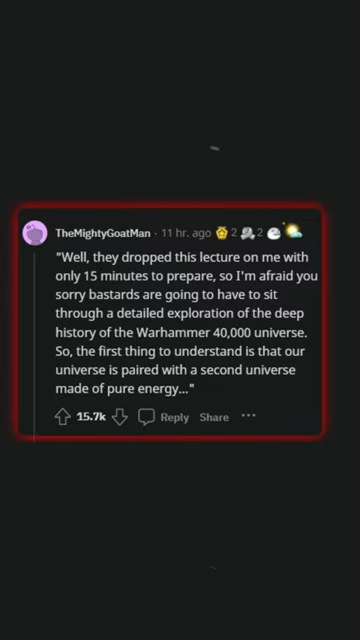 TheMightyGoatMan · 11 hr. ago 2 2
"Well, they dropped this lecture on me with
only 15 minutes to prepare, so I'm afraid you
sorry bastards are going to have to sit
through a detailed exploration of the deep
history of the Warhammer 40,000 universe.
So, the first thing to understand is that our
universe is paired with a second universe
made of pure energy..."
15.7k Reply Share ...